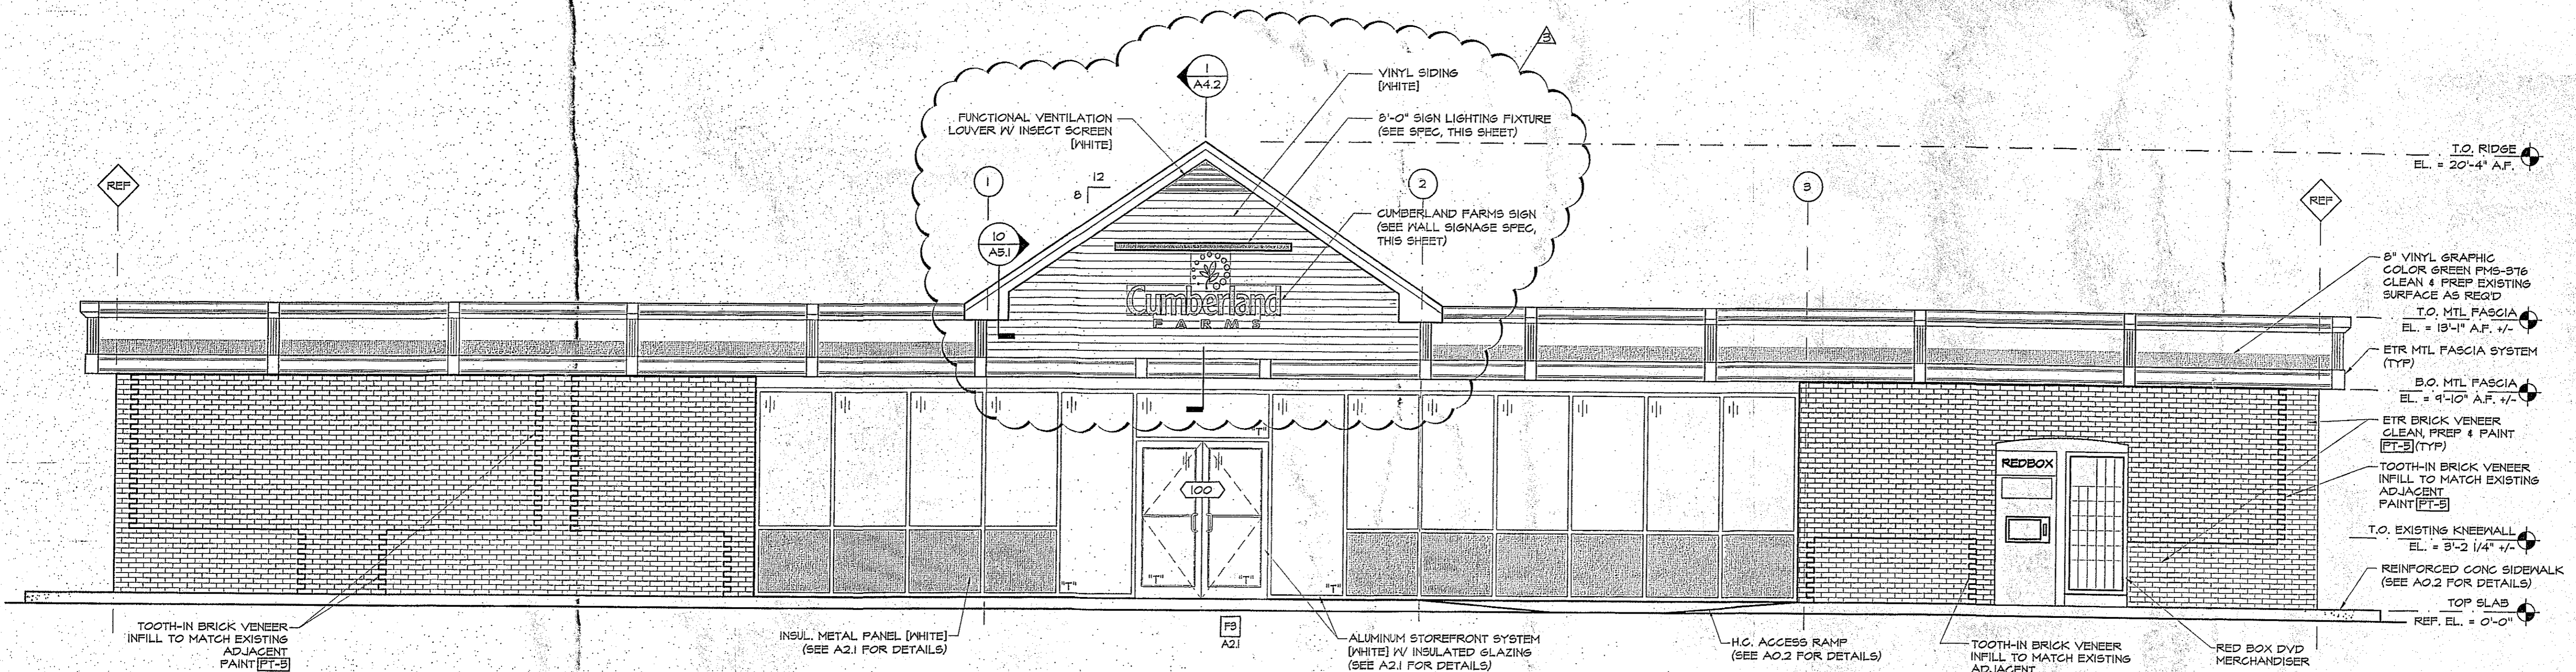 3
1
A4.2
VINYL SIDING
[WHITE]
FUNCTIONAL VENTILATION
LOUVER W/ INSECT SCREEN
[WHITE]
8'-0" SIGN LIGHTING FIXTURE
(SEE SPEC, THIS SHEET)
T.O. RIDGE
EL. = 20'-4" A.F.
REF
1
12
8
2
3
REF
CUMBERLAND FARMS SIGN
(SEE WALL SIGNAGE SPEC,
THIS SHEET)
10
A5.1
8" VINYL GRAPHIC
COLOR GREEN PMS-376
CLEAN & PREP EXISTING
SURFACE AS REQ'D
Cumberland
FARMS
T.O. MTL FASCIA
EL. = 13'-1" A.F. +/-
ETR MTL FASCIA SYSTEM
(TYP)
B.O. MTL FASCIA
EL. = 9'-10" A.F. +/-
ETR BRICK VENEER
CLEAN, PREP & PAINT
PT-5 (TYP)
"T"
REDBOX
TOOTH-IN BRICK VENEER
INFILL TO MATCH EXISTING
ADJACENT
PAINT PT-5
100
T.O. EXISTING KNEEWALL
EL. = 3'-2 1/4" +/-
REINFORCED CONC SIDEWALK
(SEE A0.2 FOR DETAILS)
"T"
"T"
"T"
"T"
TOP SLAB
REF. EL. = 0'-0"
TOOTH-IN BRICK VENEER
INFILL TO MATCH EXISTING
ADJACENT
PAINT PT-5
INSUL. METAL PANEL [WHITE]
(SEE A2.1 FOR DETAILS)
F3
A2.1
ALUMINUM STOREFRONT SYSTEM
[WHITE] W/ INSULATED GLAZING
(SEE A2.1 FOR DETAILS)
H.C. ACCESS RAMP
(SEE A0.2 FOR DETAILS)
TOOTH-IN BRICK VENEER
INFILL TO MATCH EXISTING
ADJACENT
RED BOX DVD
MERCHANDISER